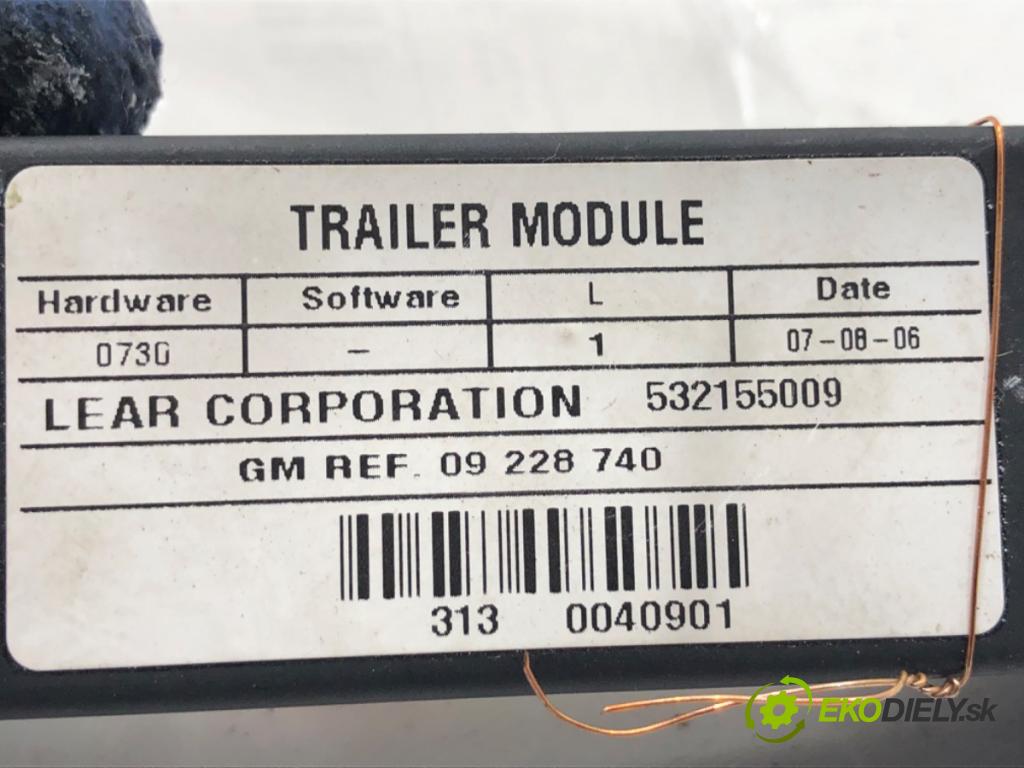 TRAILER MODULE
Hardware Software L Date
0730 – 1 07-08-06
LEAR CORPORATION 532155009
GM REF. 09 228 740
313 0040901
EKODIELY.sk